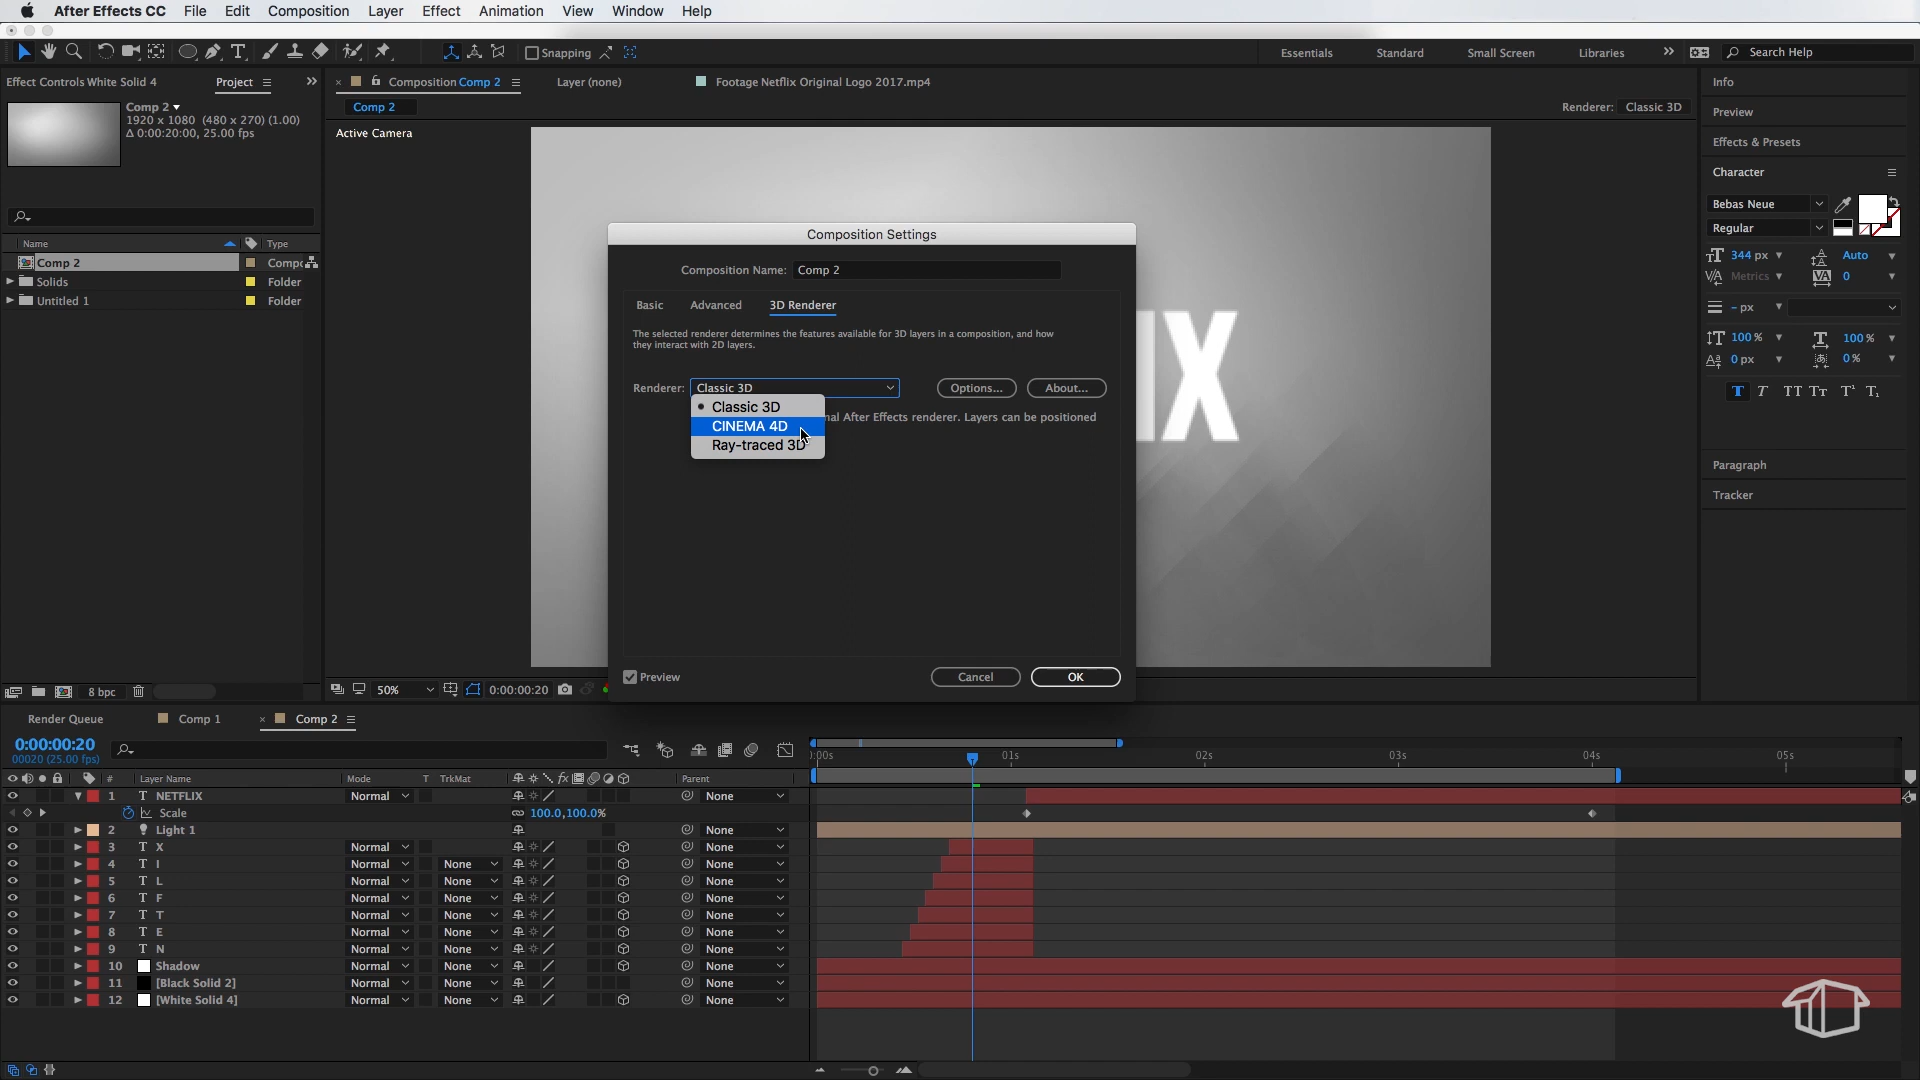 After Effects CC File Edit Composition Layer Effect Animation View Window Help
Snapping Essentials Standard Small Screen Libraries Search Help
Effect Controls White Solid 4 Project
Composition Comp 2 Layer (none) Footage Netflix Original Logo 2017.mp4
Comp 2
1920 x 1080 (480 x 270) (1.00)
Δ 0:00:20:00, 25.00 fps
Name Type
Comp 2 Compc
Solids Folder
Untitled 1 Folder
8 bpc
Comp 2 Renderer: Classic 3D
Active Camera
IX
Composition Settings
Composition Name: Comp 2
Basic Advanced 3D Renderer
The selected renderer determines the features available for 3D layers in a composition, and how
they interact with 2D layers.
Renderer: Classic 3D Options... About...
Classic 3D
CINEMA 4D
Ray-traced 3D
nal After Effects renderer. Layers can be positioned
Preview Cancel OK
50% 0:00:00:20
Info
Preview
Effects & Presets
Character
Bebas Neue
Regular
344 px Auto
Metrics 0
- px
100% 100%
0 px 0%
T T TT Tr T¹ T₁
Paragraph
Tracker
Render Queue Comp 1 Comp 2
0:00:00:20
00020 (25.00 fps)
:00s 01s 02s 03s 04s 05s
# Layer Name Mode T TrkMat fx Parent
1 T NETFLIX Normal None
Scale 100.0,100.0%
2 Light 1 None
3 T X Normal None
4 T I Normal None None
5 T L Normal None None
6 T F Normal None None
7 T T Normal None None
8 T E Normal None None
9 T N Normal None None
10 Shadow Normal None None
11 [Black Solid 2] Normal None None
12 [White Solid 4] Normal None None